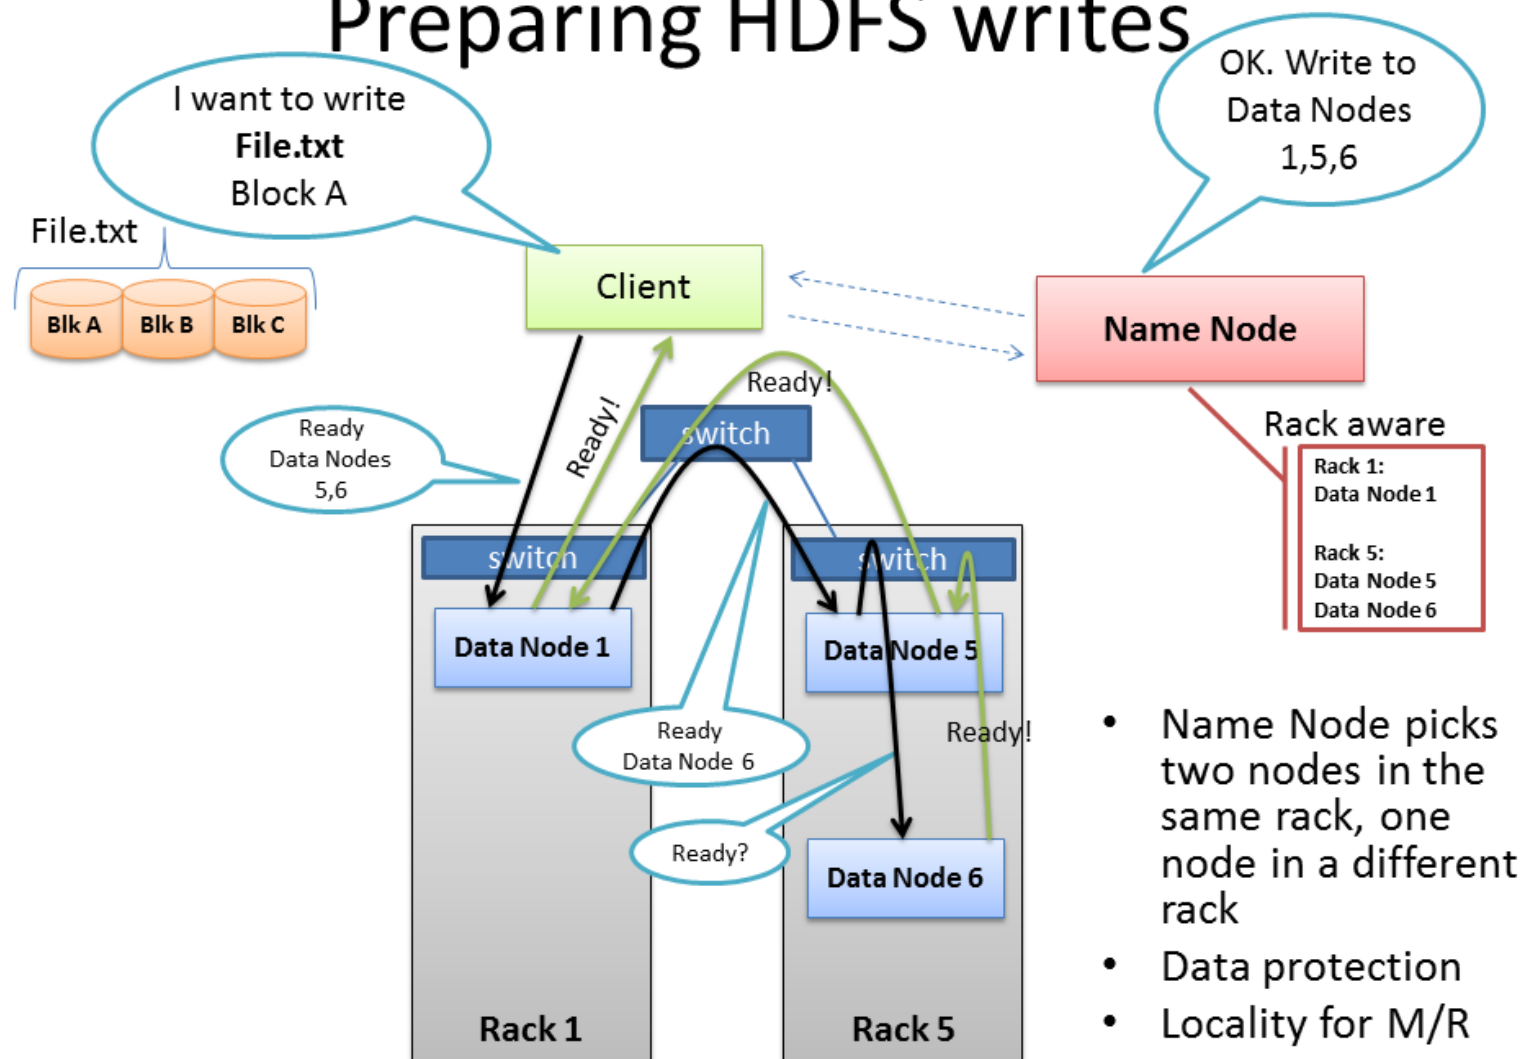 Preparing HDFS writes
I want to write
File.txt
Block A
OK. Write to
Data Nodes
1,5,6
File.txt
Blk A
Blk B
Blk C
Client
Name Node
Ready!
Ready!
switch
Rack aware
Rack 1:
Data Node 1
Rack 5:
Data Node 5
Data Node 6
Ready
Data Nodes
5,6
switch
switch
Data Node 1
Data Node 5
Ready
Data Node 6
Ready!
Ready?
Data Node 6
Rack 1
Rack 5
• Name Node picks
two nodes in the
same rack, one
node in a different
rack
• Data protection
• Locality for M/R